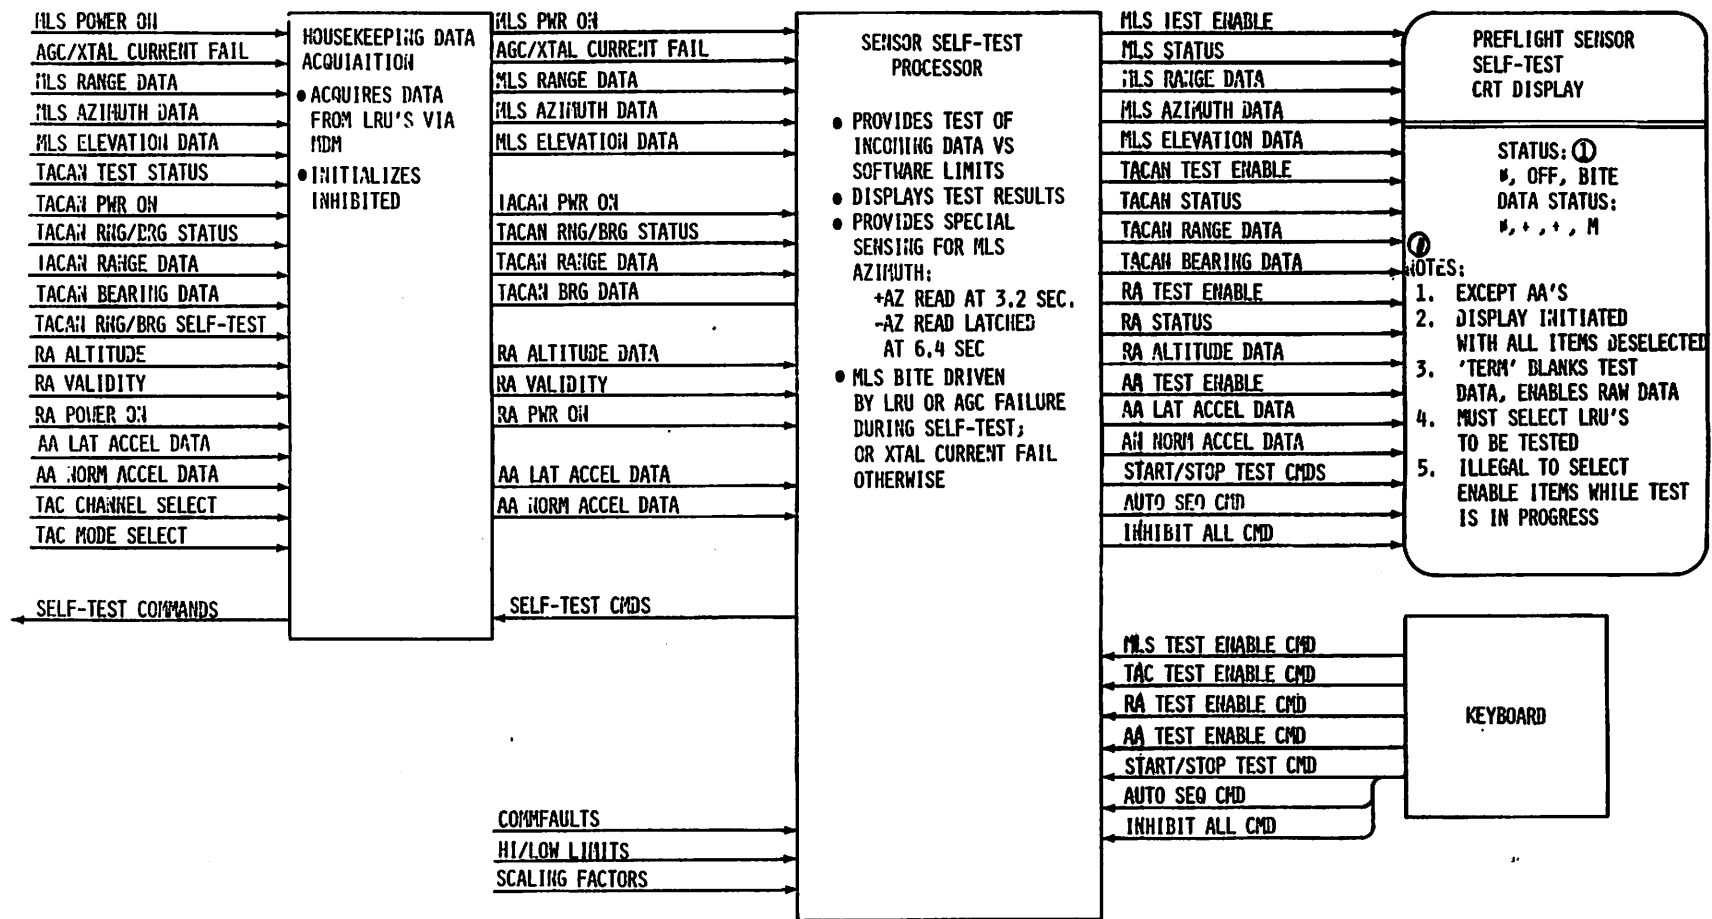 MLS POWER ON
AGC/XTAL CURRENT FAIL
MLS RANGE DATA
MLS AZIMUTH DATA
MLS ELEVATION DATA
TACAN TEST STATUS
TACAN PWR ON
TACAN RNG/BRG STATUS
TACAN RANGE DATA
TACAN BEARING DATA
TACAN RNG/BRG SELF-TEST
RA ALTITUDE
RA VALIDITY
RA POWER ON
AA LAT ACCEL DATA
AA NORM ACCEL DATA
TAC CHANNEL SELECT
TAC MODE SELECT
SELF-TEST COMMANDS
HOUSEKEEPING DATA
ACQUIAITION
● ACQUIRES DATA
FROM LRU'S VIA
MDM
● INITIALIZES
INHIBITED
MLS PWR ON
AGC/XTAL CURRENT FAIL
MLS RANGE DATA
MLS AZIMUTH DATA
MLS ELEVATION DATA
TACAN PWR ON
TACAN RNG/BRG STATUS
TACAN RANGE DATA
TACAN BRG DATA
RA ALTITUDE DATA
RA VALIDITY
RA PWR ON
AA LAT ACCEL DATA
AA NORM ACCEL DATA
SELF-TEST CMDS
COMMFAULTS
HI/LOW LIMITS
SCALING FACTORS
SENSOR SELF-TEST
PROCESSOR
● PROVIDES TEST OF
INCOMING DATA VS
SOFTWARE LIMITS
● DISPLAYS TEST RESULTS
● PROVIDES SPECIAL
SENSING FOR MLS
AZIMUTH:
+AZ READ AT 3.2 SEC.
-AZ READ LATCHED
AT 6.4 SEC
● MLS BITE DRIVEN
BY LRU OR AGC FAILURE
DURING SELF-TEST;
OR XTAL CURRENT FAIL
OTHERWISE
MLS TEST ENABLE
MLS STATUS
MLS RANGE DATA
MLS AZIMUTH DATA
MLS ELEVATION DATA
TACAN TEST ENABLE
TACAN STATUS
TACAN RANGE DATA
TACAN BEARING DATA
RA TEST ENABLE
RA STATUS
RA ALTITUDE DATA
AA TEST ENABLE
AA LAT ACCEL DATA
AA NORM ACCEL DATA
START/STOP TEST CMDS
AUTO SEQ CMD
INHIBIT ALL CMD
PREFLIGHT SENSOR
SELF-TEST
CRT DISPLAY
STATUS: ①
OFF, BITE
DATA STATUS:
M
NOTES:
1. EXCEPT AA'S
2. DISPLAY INITIATED
WITH ALL ITEMS DESELECTED
3. 'TERM' BLANKS TEST
DATA, ENABLES RAW DATA
4. MUST SELECT LRU'S
TO BE TESTED
5. ILLEGAL TO SELECT
ENABLE ITEMS WHILE TEST
IS IN PROGRESS
MLS TEST ENABLE CMD
TAC TEST ENABLE CMD
RA TEST ENABLE CMD
AA TEST ENABLE CMD
START/STOP TEST CMD
AUTO SEQ CMD
INHIBIT ALL CMD
KEYBOARD